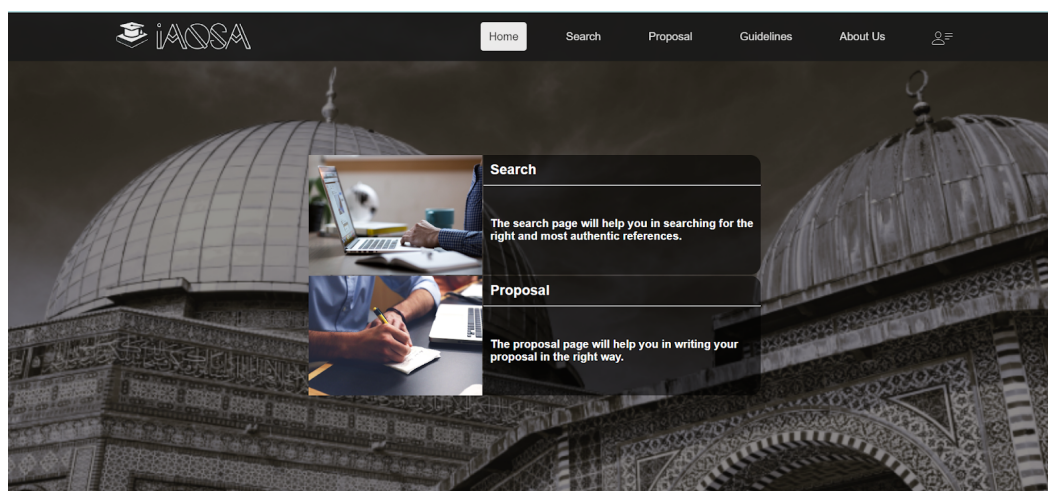 iAQSA
Home
Search
Proposal
Guidelines
About Us
Search
The search page will help you in searching for the
right and most authentic references.
Proposal
The proposal page will help you in writing your
proposal in the right way.